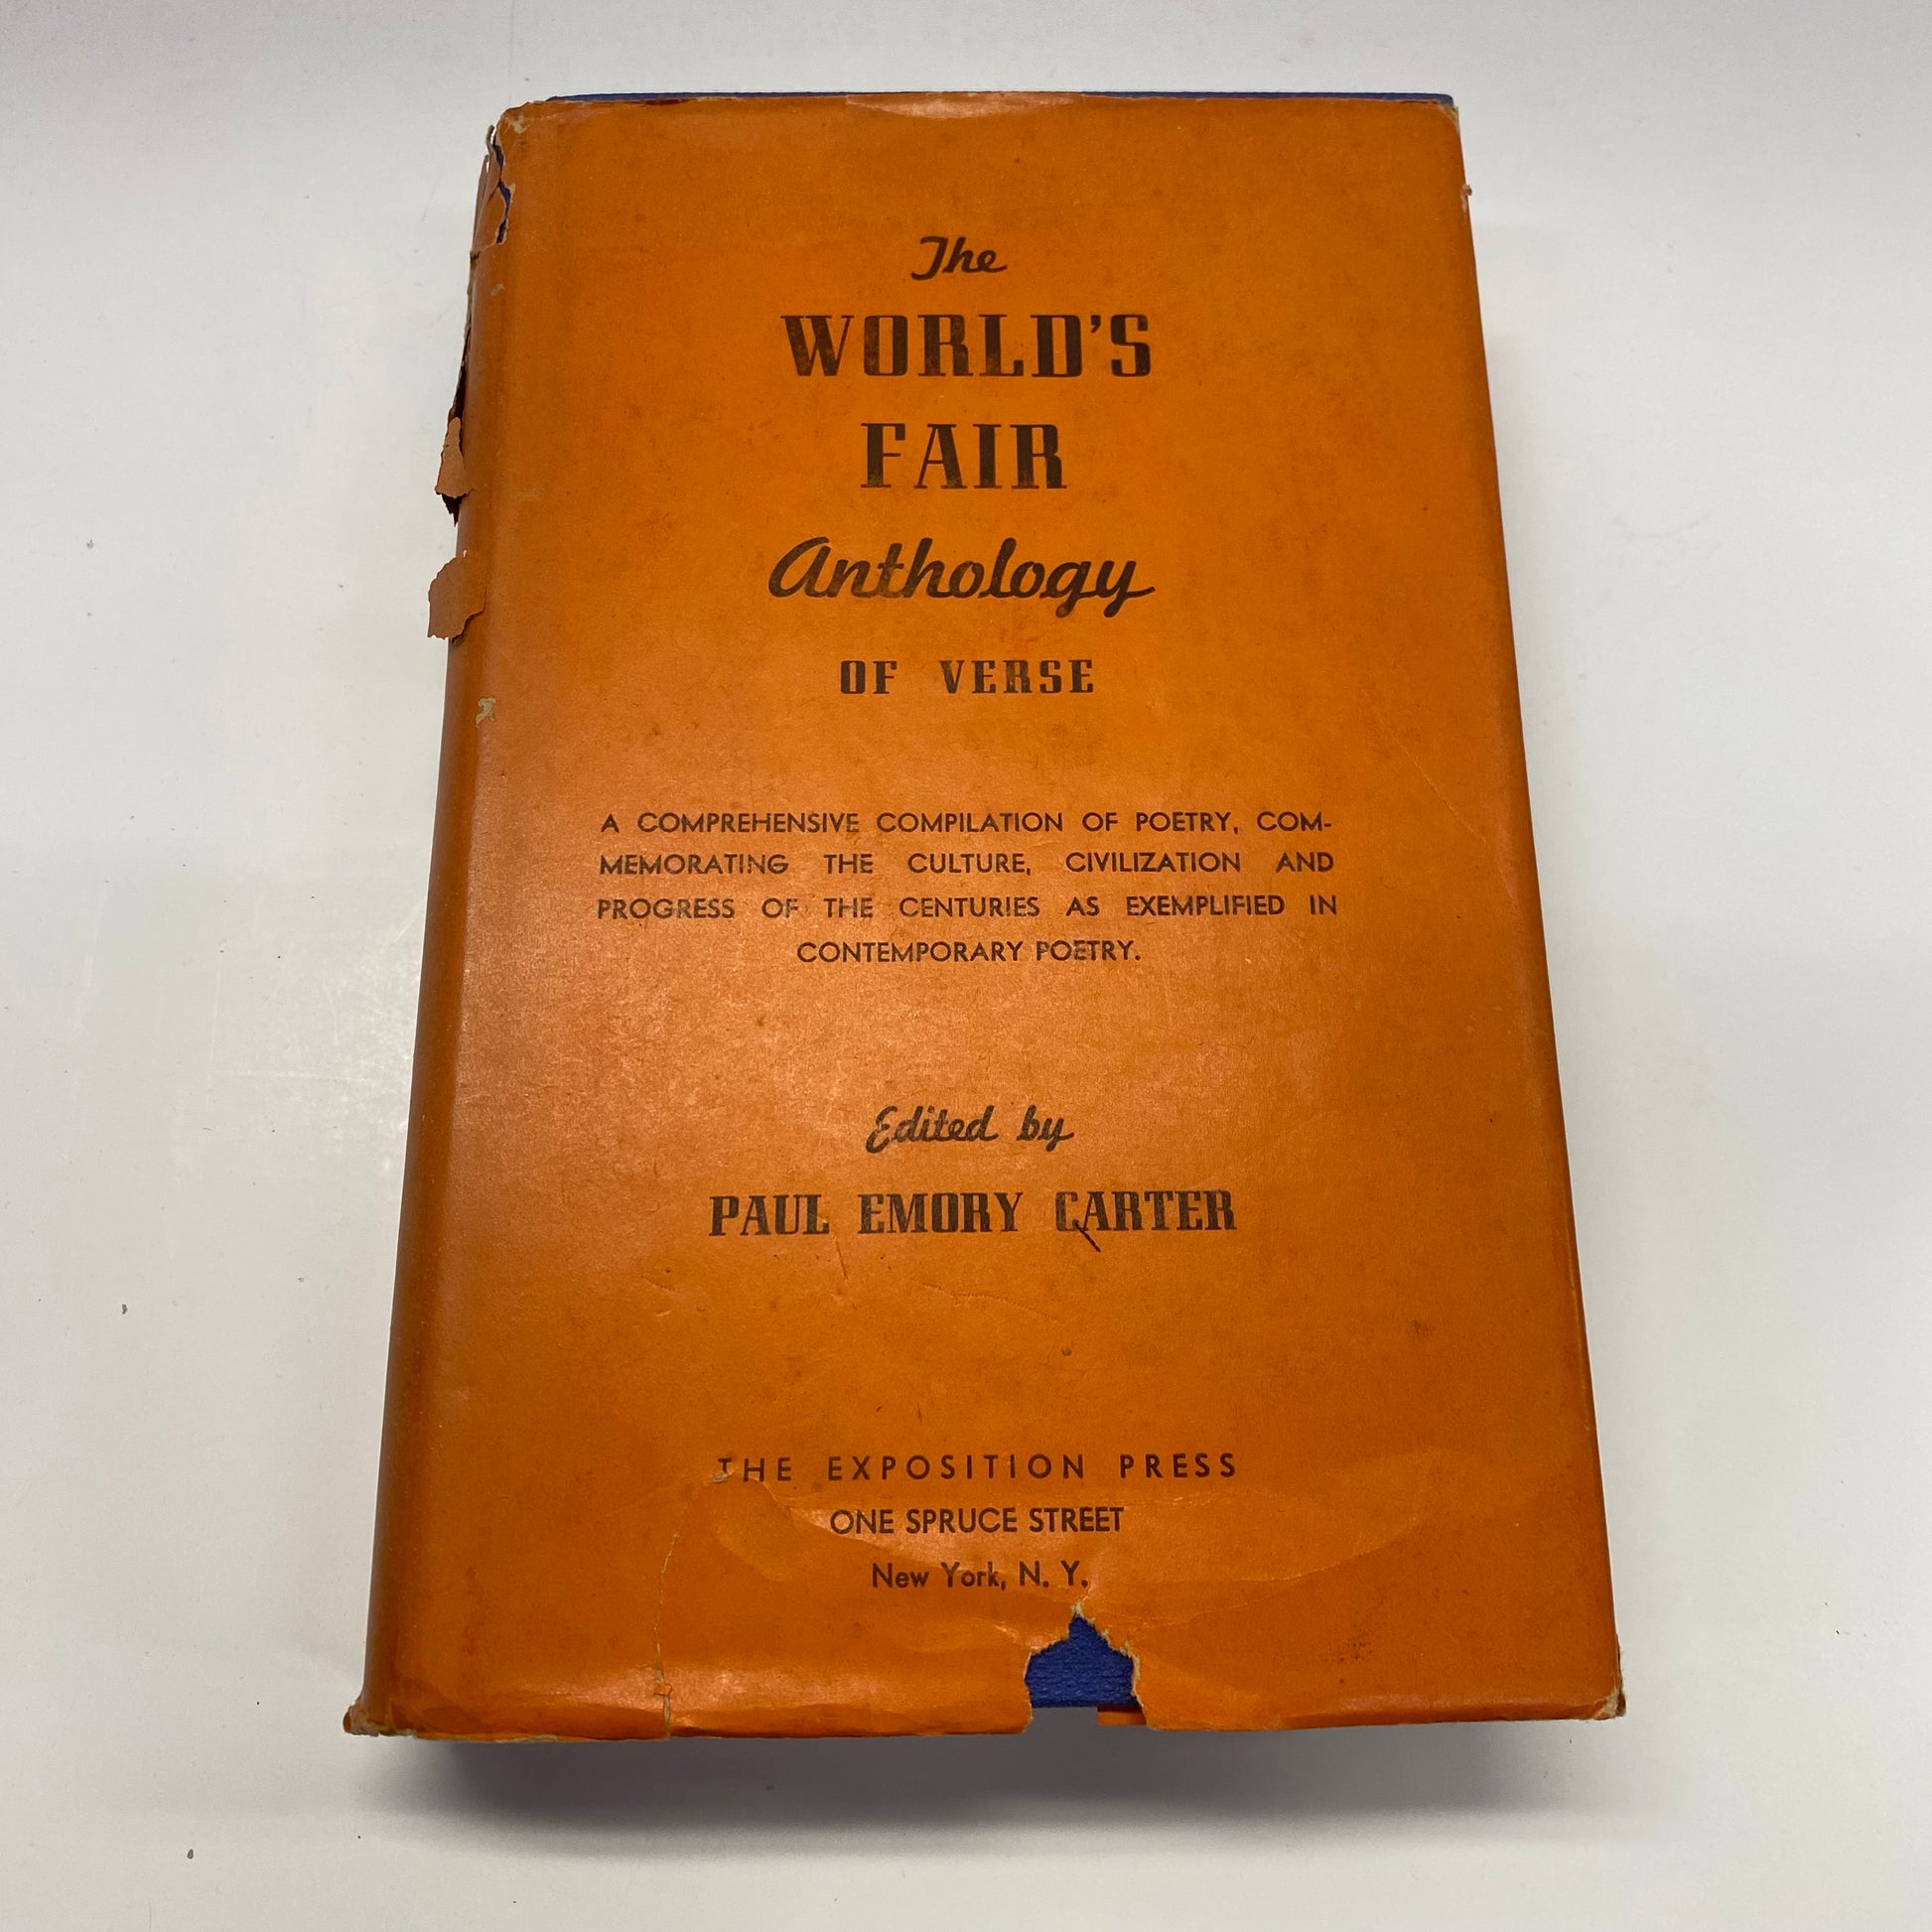 The
WORLD'S
FAIR
Anthology
OF VERSE
A COMPREHENSIVE COMPILATION OF POETRY, COM-
MEMORATING THE CULTURE, CIVILIZATION AND
PROGRESS OF THE CENTURIES AS EXEMPLIFIED IN
CONTEMPORARY POETRY.
Edited by
PAUL EMORY CARTER
THE EXPOSITION PRESS
ONE SPRUCE STREET
New York, N. Y.